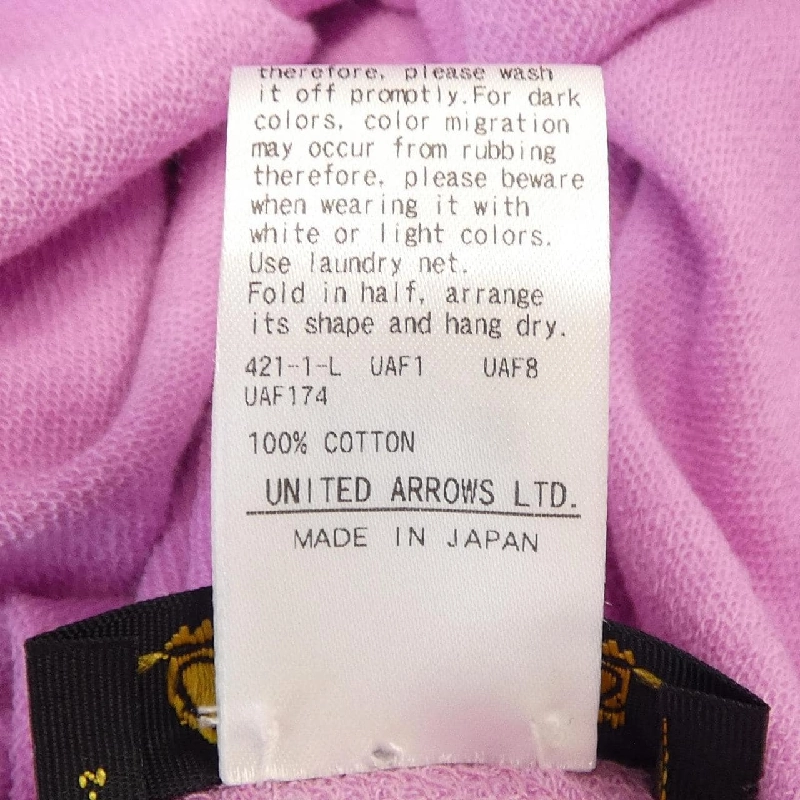 therefore, please wash
it off promptly.For dark
colors, color migration
may occur from rubbing
therefore, please beware
when wearing it with
white or light colors.
Use laundry net.
Fold in half, arrange
its shape and hang dry.
421-1-L UAF1 UAF8
UAF174
100% COTTON
UNITED ARROWS LTD.
MADE IN JAPAN